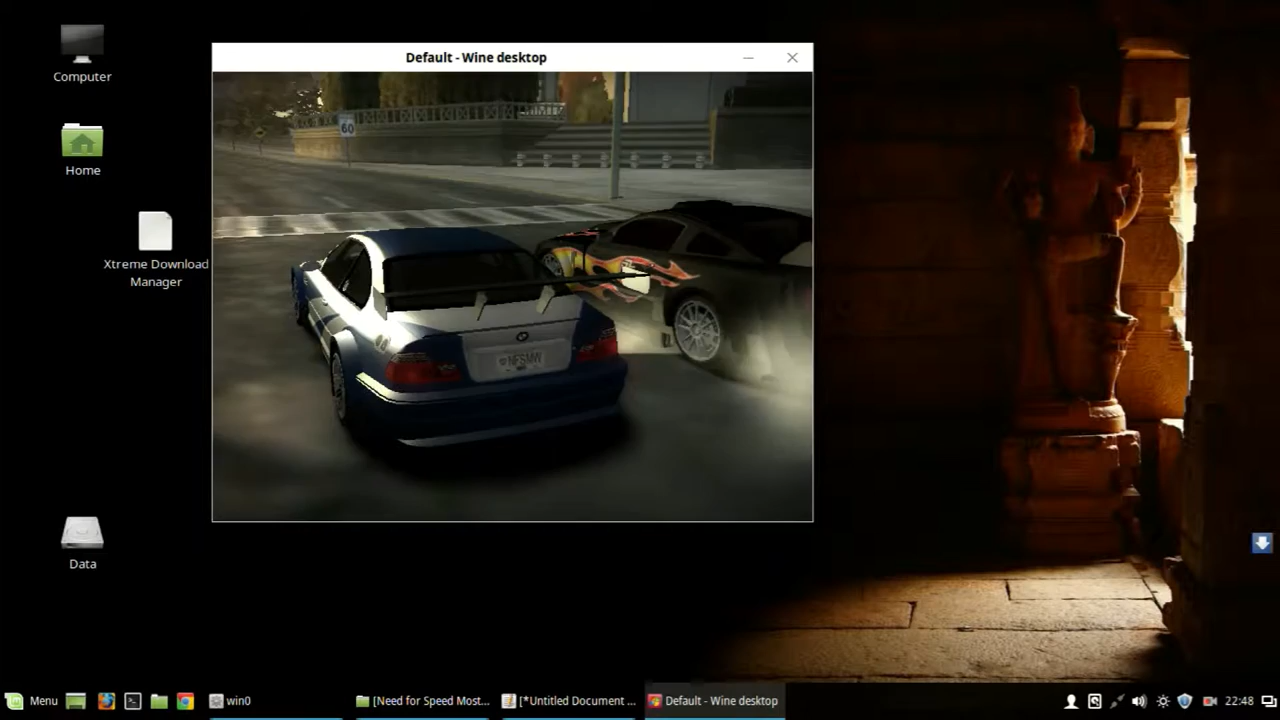 Default - Wine desktop
Computer
Home
Xtreme Download
Manager
Data
60
NFSMW
Menu
win0
[Need for Speed Most...
[*Untitled Document ...
Default - Wine desktop
22:48